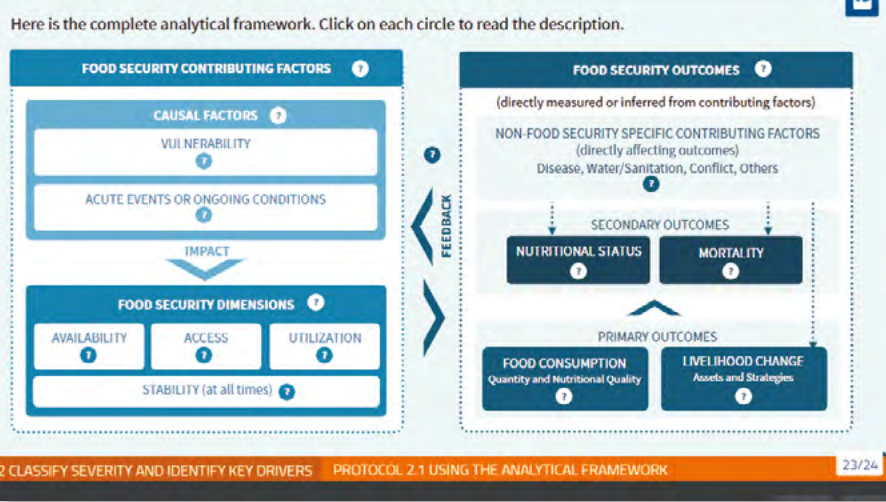 Here is the complete analytical framework. Click on each circle to read the description.
FOOD SECURITY CONTRIBUTING FACTORS ?
CAUSAL FACTORS ?
VULNERABILITY
?
ACUTE EVENTS OR ONGOING CONDITIONS
?
IMPACT
FOOD SECURITY DIMENSIONS ?
AVAILABILITY
?
ACCESS
?
UTILIZATION
?
STABILITY (at all times) ?
?
FEEDBACK
FOOD SECURITY OUTCOMES ?
(directly measured or inferred from contributing factors)
NON-FOOD SECURITY SPECIFIC CONTRIBUTING FACTORS
(directly affecting outcomes)
Disease, Water/Sanitation, Conflict, Others
?
SECONDARY OUTCOMES
NUTRITIONAL STATUS
?
MORTALITY
?
PRIMARY OUTCOMES
FOOD CONSUMPTION
Quantity and Nutritional Quality
?
LIVELIHOOD CHANGE
Assets and Strategies
?
2 CLASSIFY SEVERITY AND IDENTIFY KEY DRIVERS PROTOCOL 2.1 USING THE ANALYTICAL FRAMEWORK
23/24